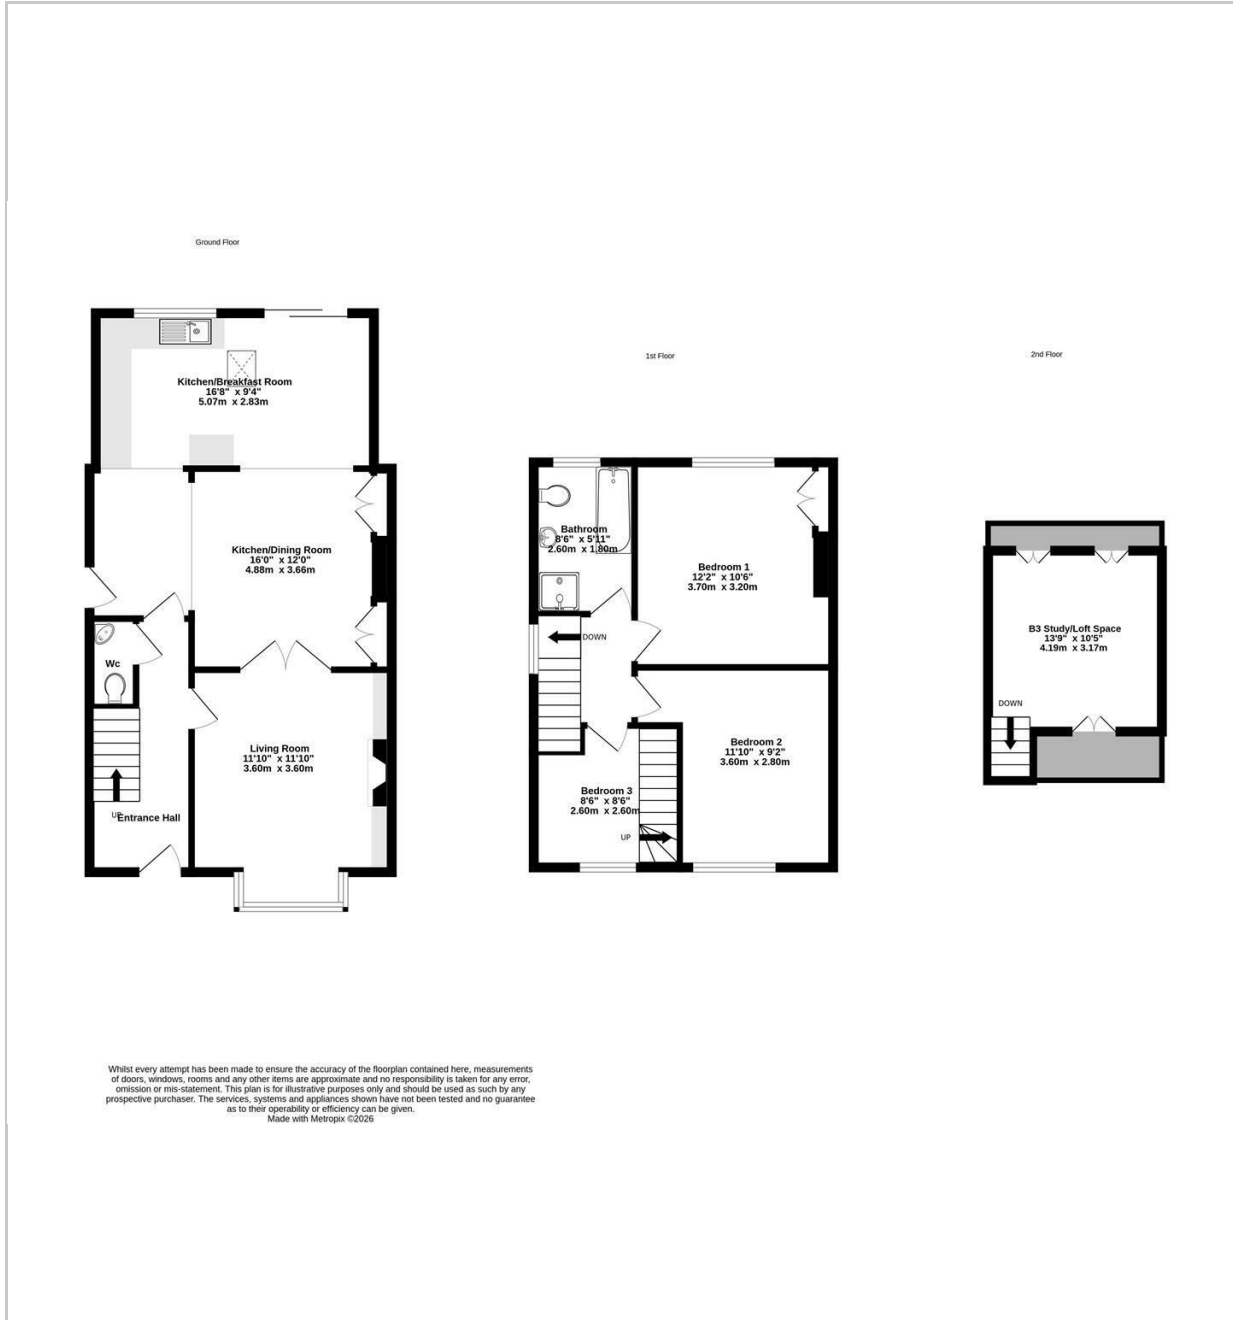 Ground Floor
Kitchen/Breakfast Room
16'8" x 9'4"
5.07m x 2.83m
Kitchen/Dining Room
16'0" x 12'0"
4.88m x 3.66m
Wc
Living Room
11'10" x 11'10"
3.60m x 3.60m
UP
Entrance Hall
1st Floor
Bathroom
8'6" x 5'11"
2.60m x 1.80m
Bedroom 1
12'2" x 10'6"
3.70m x 3.20m
DOWN
Bedroom 2
11'10" x 9'2"
3.60m x 2.80m
Bedroom 3
8'6" x 8'6"
2.60m x 2.60m
UP
2nd Floor
B3 Study/Loft Space
13'9" x 10'5"
4.19m x 3.17m
DOWN
Whilst every attempt has been made to ensure the accuracy of the floorplan contained here, measurements
of doors, windows, rooms and any other items are approximate and no responsibility is taken for any error,
omission or mis-statement. This plan is for illustrative purposes only and should be used as such by any
prospective purchaser. The services, systems and appliances shown have not been tested and no guarantee
as to their operability or efficiency can be given.
Made with Metropix ©2026